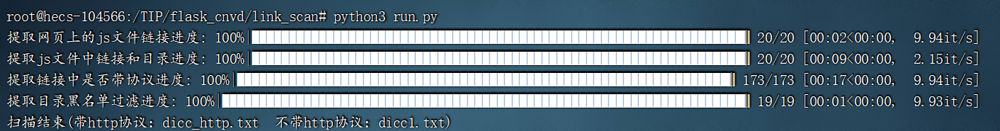 root@hecs-104566:/TIP/flask_cnvd/link_scan# python3 run.py
提取网页上的js文件链接进度: 100%| 20/20 [00:02<00:00, 9.94it/s]
提取js文件中链接和目录进度: 100%| 20/20 [00:09<00:00, 2.15it/s]
提取链接中是否带协议进度: 100%| 173/173 [00:17<00:00, 9.94it/s]
提取目录黑名单过滤进度: 100%| 19/19 [00:01<00:00, 9.93it/s]
扫描结束(带http协议: dicc_http.txt 不带http协议: dicc1.txt)